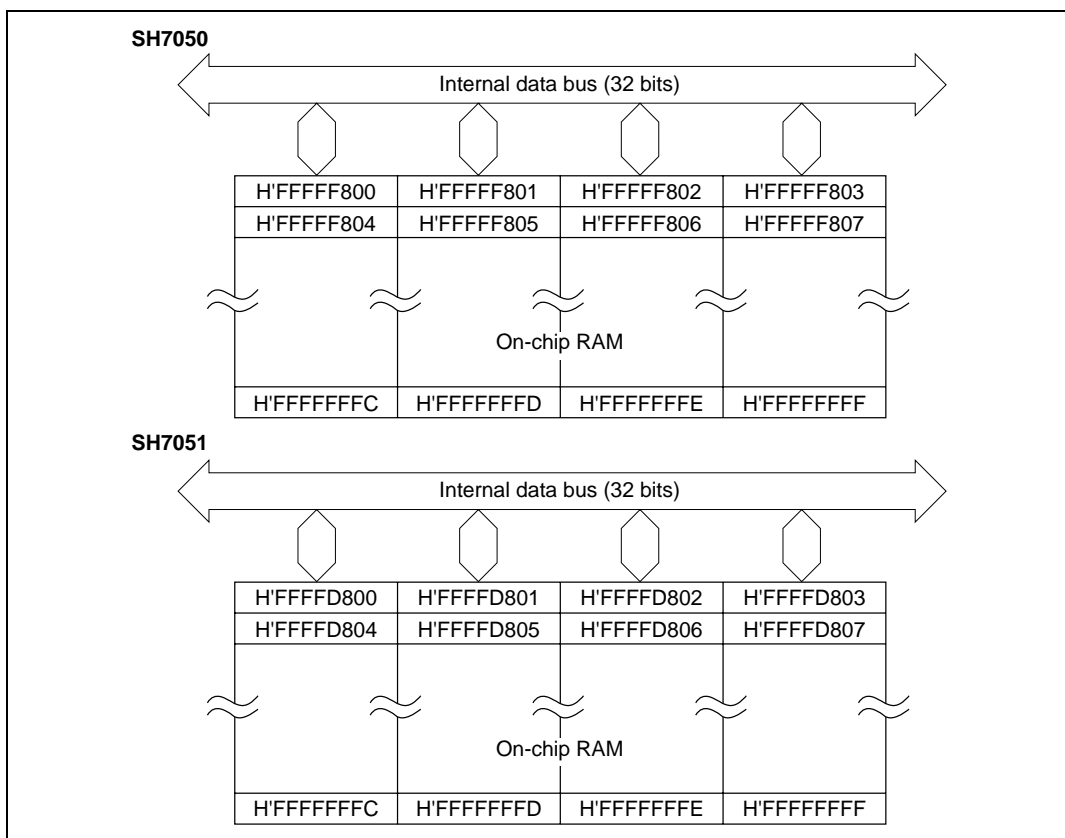 SH7050
Internal data bus (32 bits)
H'FFFFF800 H'FFFFF801 H'FFFFF802 H'FFFFF803
H'FFFFF804 H'FFFFF805 H'FFFFF806 H'FFFFF807
On-chip RAM
H'FFFFFFFC H'FFFFFFFD H'FFFFFFFE H'FFFFFFFF
SH7051
Internal data bus (32 bits)
H'FFFFD800 H'FFFFD801 H'FFFFD802 H'FFFFD803
H'FFFFD804 H'FFFFD805 H'FFFFD806 H'FFFFD807
On-chip RAM
H'FFFFFFFC H'FFFFFFFD H'FFFFFFFE H'FFFFFFFF